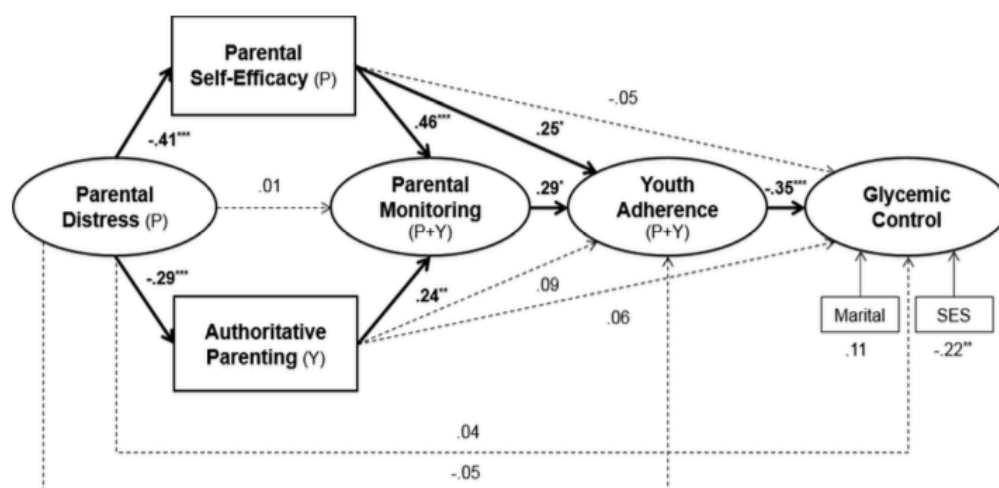 Parental
Self-Efficacy (P)
-.05
-.41***
.46***
.25*
Parental
Distress (P)
.01
Parental
Monitoring
(P+Y)
.29*
Youth
Adherence
(P+Y)
-.35***
Glycemic
Control
-.29***
.24**
.09
.06
Authoritative
Parenting (Y)
Marital
SES
.11
-.22**
.04
-.05